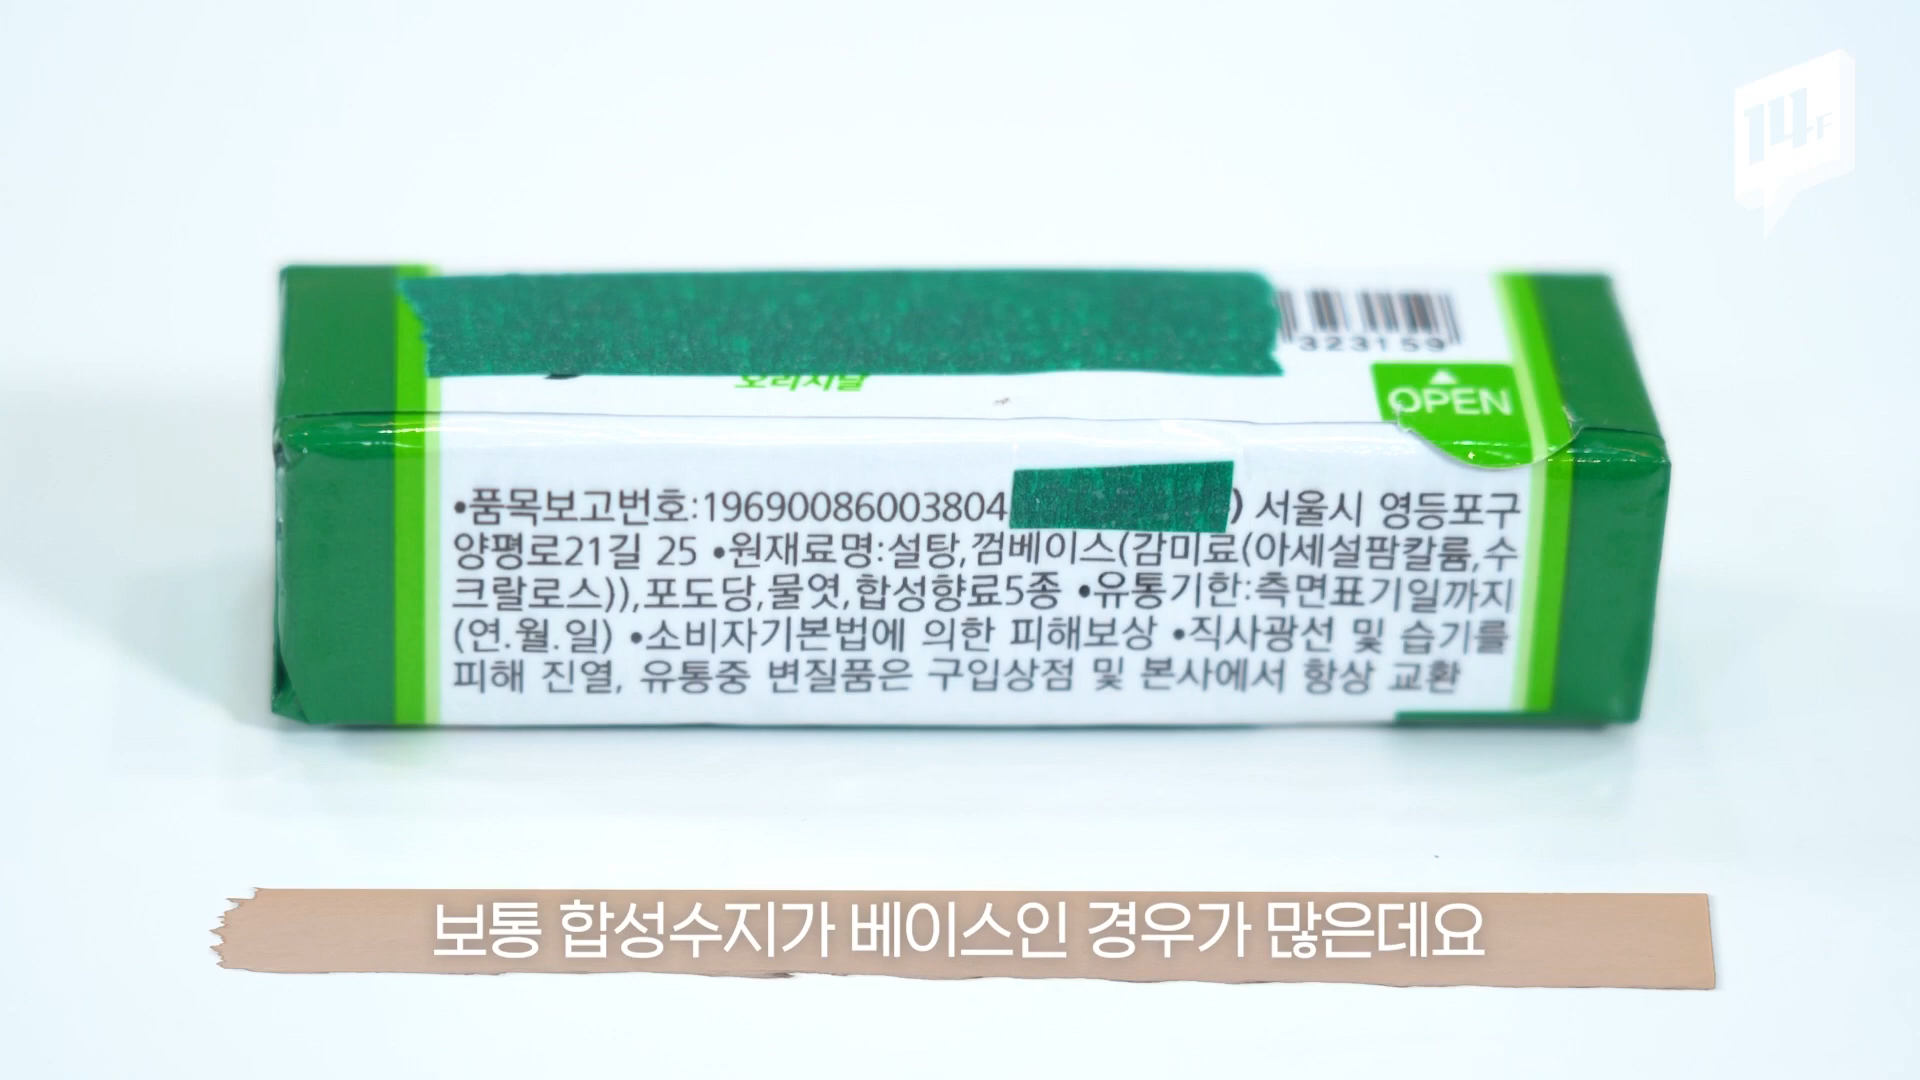 14F
323159
오리지날
OPEN
•품목보고번호:19690086003804 ) 서울시 영등포구
양평로21길 25 •원재료명:설탕,껌베이스(감미료(아세설팜칼륨,수
크랄로스)),포도당,물엿,합성향료5종 •유통기한:측면표기일까지
(연.월.일) •소비자기본법에 의한 피해보상 •직사광선 및 습기를
피해 진열, 유통중 변질품은 구입상점 및 본사에서 항상 교환
보통 합성수지가 베이스인 경우가 많은데요